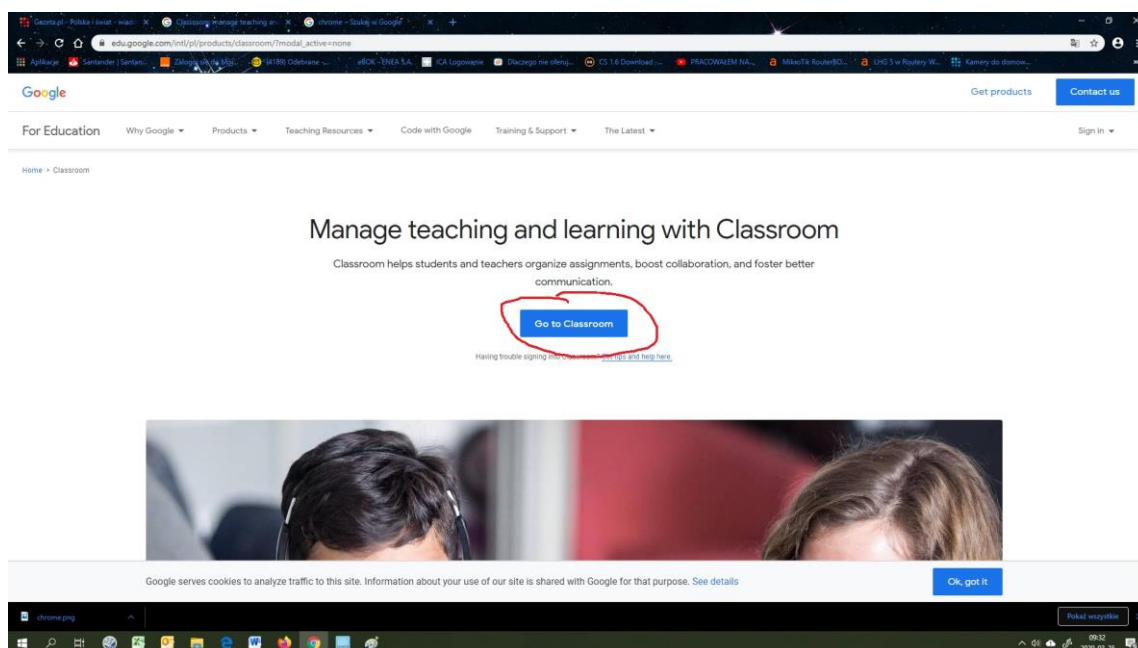 Gazeta.pl - Polska i świat - wiad
Classroom: manage teaching an
chrome - Szukaj w Google
edu.google.com/intl/pl/products/classroom/?modal_active=none
Aplikacje
Santander | Santan...
(4189) Odebrane -...
eBOK - ENEA S.A.
ICA Logowanie
Dlaczego nie oferuj...
CS 1.6 Download -...
PRACOWAŁEM NA...
MikroTik RouterBO...
LHG 5 w Routery W...
Kamery do domow...
Google
Get products
Contact us
For Education
Why Google
Products
Teaching Resources
Code with Google
Training & Support
The Latest
Sign in
Home > Classroom
Manage teaching and learning with Classroom
Classroom helps students and teachers organize assignments, boost collaboration, and foster better
communication.
Go to Classroom
Having trouble signing into Classroom? Get tips and help here.
Google serves cookies to analyze traffic to this site. Information about your use of our site is shared with Google for that purpose. See details
Ok, got it
chrome.png
Pokaż wszystkie
09:32